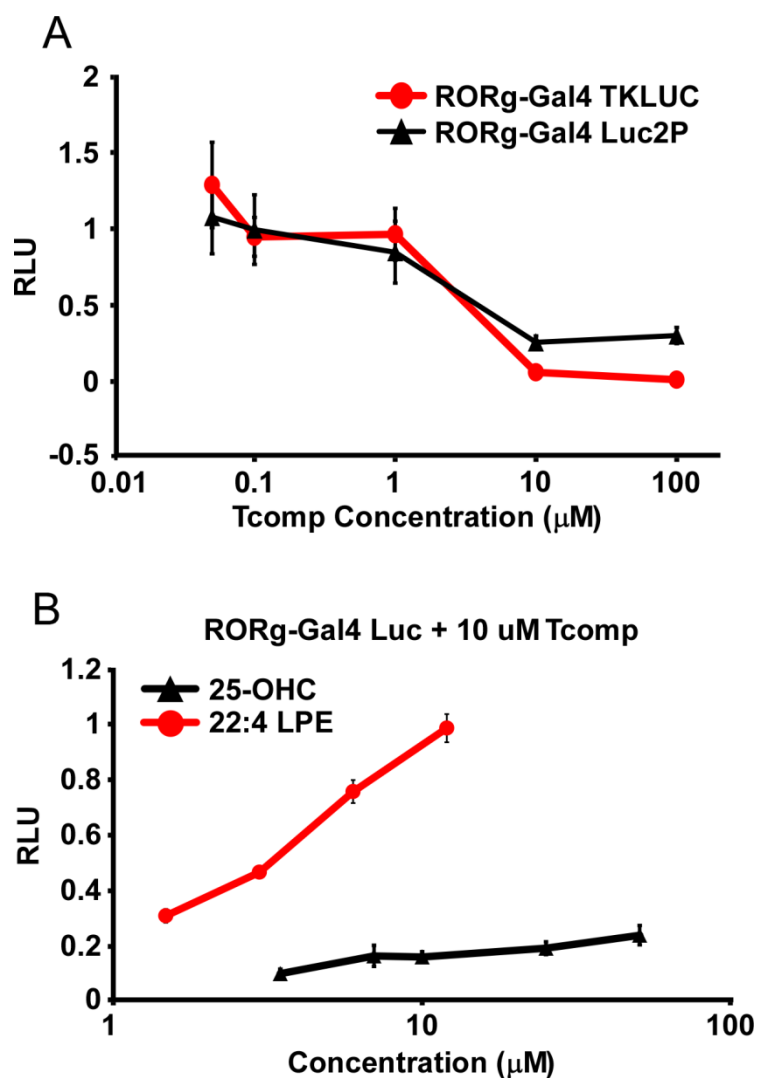 A
2
1.5
1
0.5
0
-0.5
RLU
RORg-Gal4 TKLUC
RORg-Gal4 Luc2P
0.01 0.1 1 10 100
Tcomp Concentration (μM)
B
RORg-Gal4 Luc + 10 uM Tcomp
1.2
1
0.8
0.6
0.4
0.2
0
RLU
25-OHC
22:4 LPE
1 10 100
Concentration (μM)